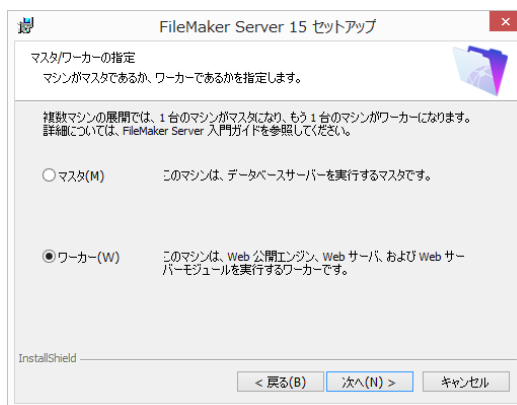 FileMaker Server 15 セットアップ
マスタ/ワーカーの指定
マシンがマスタであるか、ワーカーであるかを指定します。
複数マシンの展開では、1 台のマシンがマスタになり、もう 1 台のマシンがワーカーになります。
詳細については、FileMaker Server 入門ガイドを参照してください。
マスタ(M) このマシンは、データベースサーバーを実行するマスタです。
ワーカー(W) このマシンは、Web 公開エンジン、Web サーバ、および Web サー
バーモジュールを実行するワーカーです。
InstallShield
< 戻る(B) 次へ(N) > キャンセル